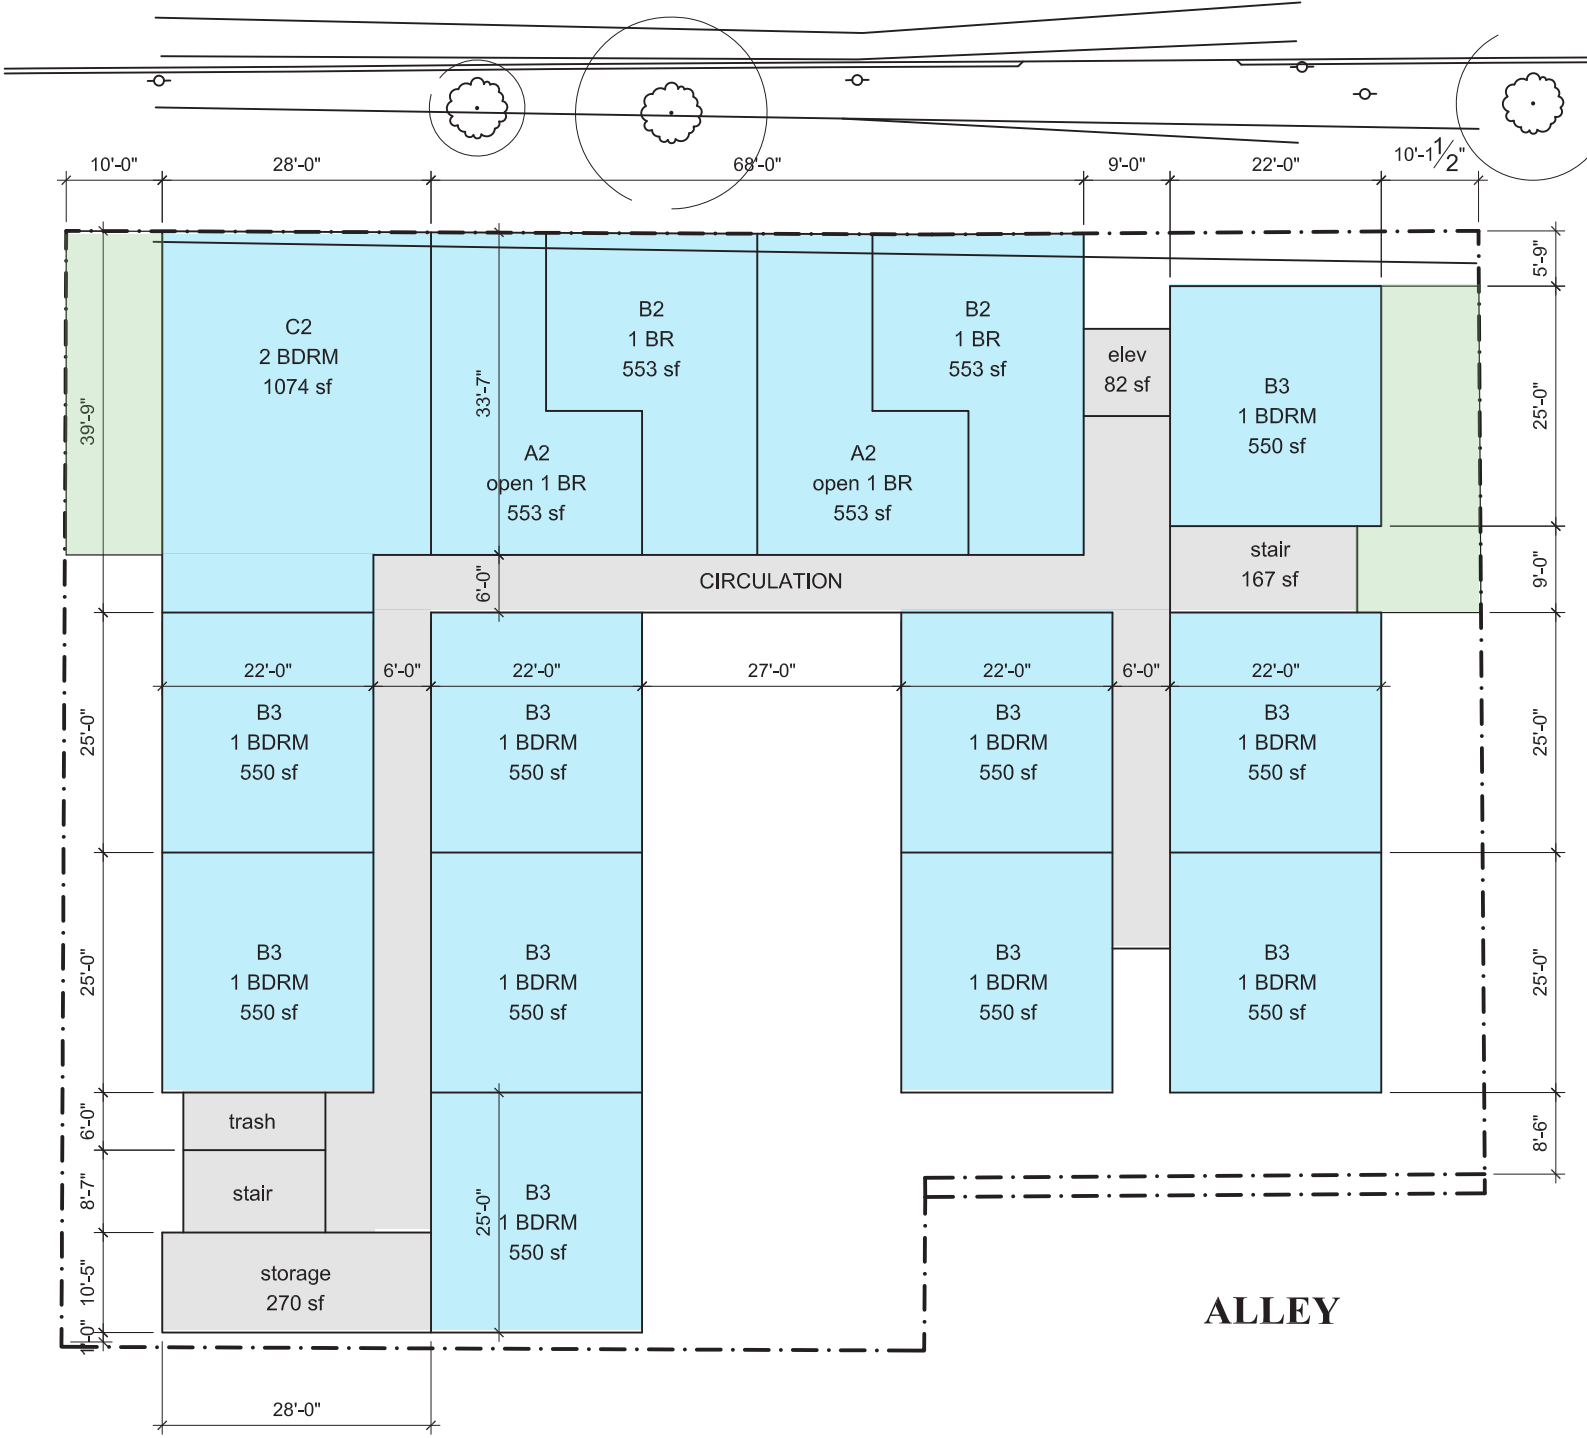 10'-0"
28'-0"
68'-0"
9'-0"
22'-0"
10'-1 1/2"
5'-9"
C2
2 BDRM
1074 sf
B2
1 BR
553 sf
B2
1 BR
553 sf
elev
82 sf
B3
1 BDRM
550 sf
39'-9"
33'-7"
25'-0"
A2
open 1 BR
553 sf
A2
open 1 BR
553 sf
stair
167 sf
6'-0"
CIRCULATION
9'-0"
22'-0"
6'-0"
22'-0"
27'-0"
22'-0"
6'-0"
22'-0"
25'-0"
B3
1 BDRM
550 sf
B3
1 BDRM
550 sf
B3
1 BDRM
550 sf
B3
1 BDRM
550 sf
25'-0"
25'-0"
B3
1 BDRM
550 sf
B3
1 BDRM
550 sf
B3
1 BDRM
550 sf
B3
1 BDRM
550 sf
25'-0"
6'-0"
trash
8'-6"
8'-7"
stair
25'-0"
B3
1 BDRM
550 sf
10'-5"
storage
270 sf
ALLEY
1'-0"
28'-0"